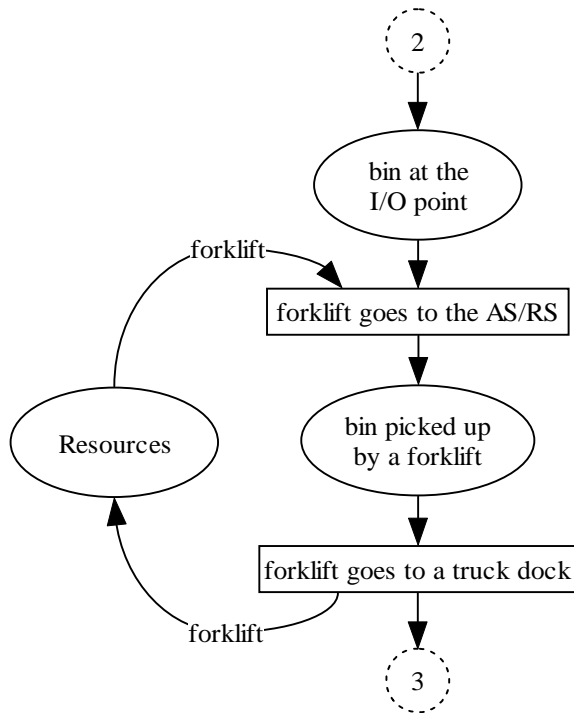 2
bin at the
I/O point
forklift
forklift goes to the AS/RS
Resources
bin picked up
by a forklift
forklift goes to a truck dock
forklift
3